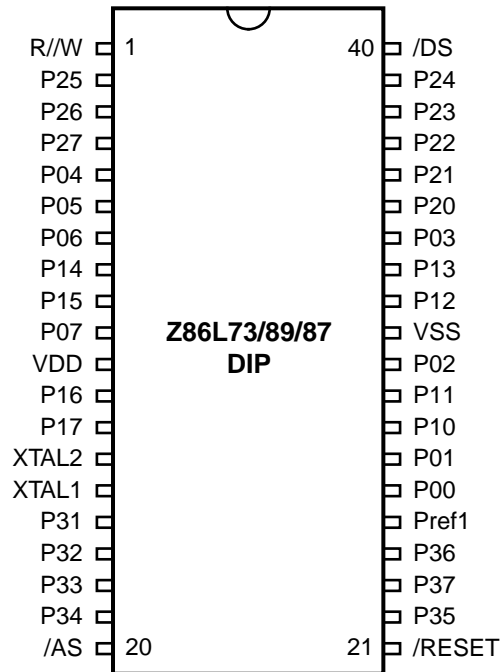 R//W 1 40 /DS
P25 P24
P26 P23
P27 P22
P04 P21
P05 P20
P06 P03
P14 P13
P15 P12
P07 Z86L73/89/87 VSS
VDD DIP P02
P16 P11
P17 P10
XTAL2 P01
XTAL1 P00
P31 Pref1
P32 P36
P33 P37
P34 P35
/AS 20 21 /RESET